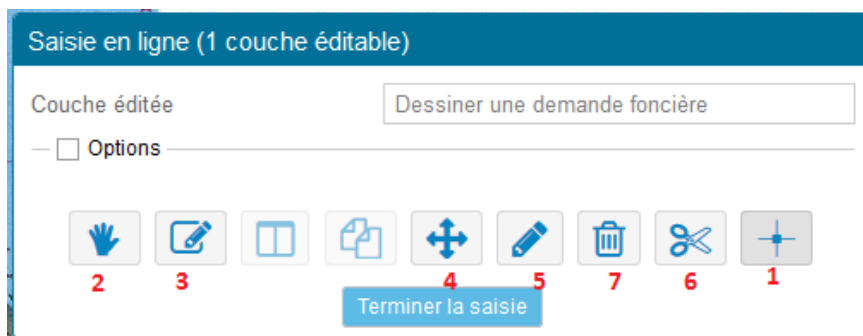 Saisie en ligne (1 couche éditable)
Couche éditée Dessiner une demande foncière
Options
2 3 4 5 7 6 1
Terminer la saisie